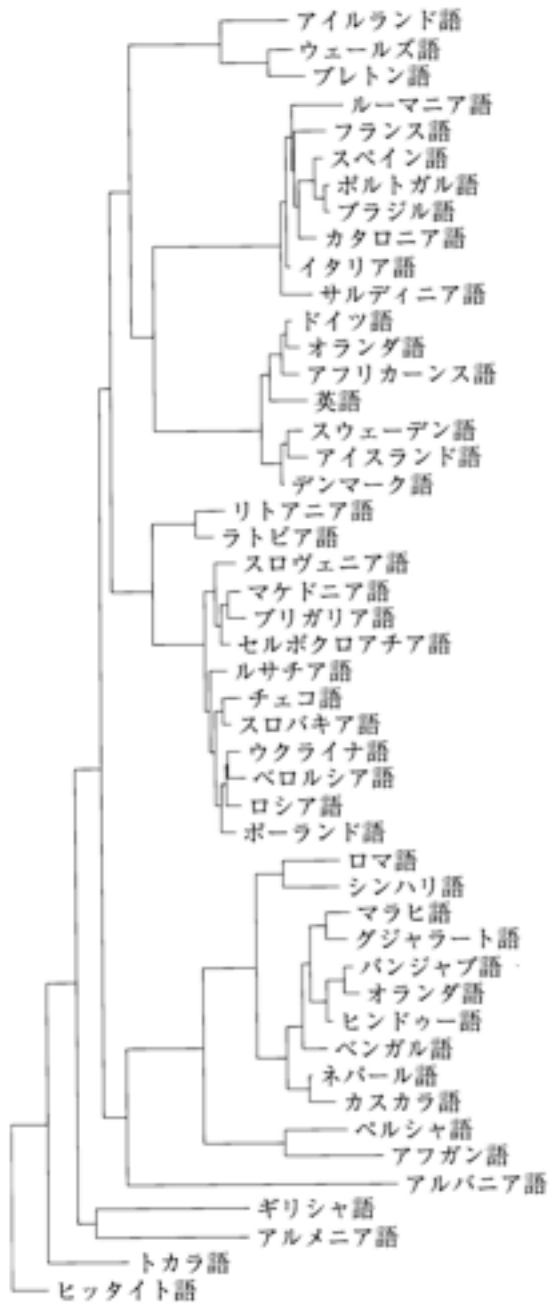 アイルランド語
ウェールズ語
ブレトン語
ルーマニア語
フランス語
スペイン語
ポルトガル語
ブラジル語
カタロニア語
イタリア語
サルディニア語
ドイツ語
オランダ語
アフリカーンス語
英語
スウェーデン語
アイスランド語
デンマーク語
リトアニア語
ラトビア語
スロヴェニア語
マケドニア語
ブリガリア語
セルボクロアチア語
ルサチア語
チェコ語
スロバキア語
ウクライナ語
ベロルシア語
ロシア語
ポーランド語
ロマ語
シンハリ語
マラヒ語
グジャラート語
パンジャブ語
オランダ語
ヒンドゥー語
ベンガル語
ネパール語
カスカラ語
ペルシャ語
アフガン語
アルバニア語
ギリシャ語
アルメニア語
トカラ語
ヒッタイト語